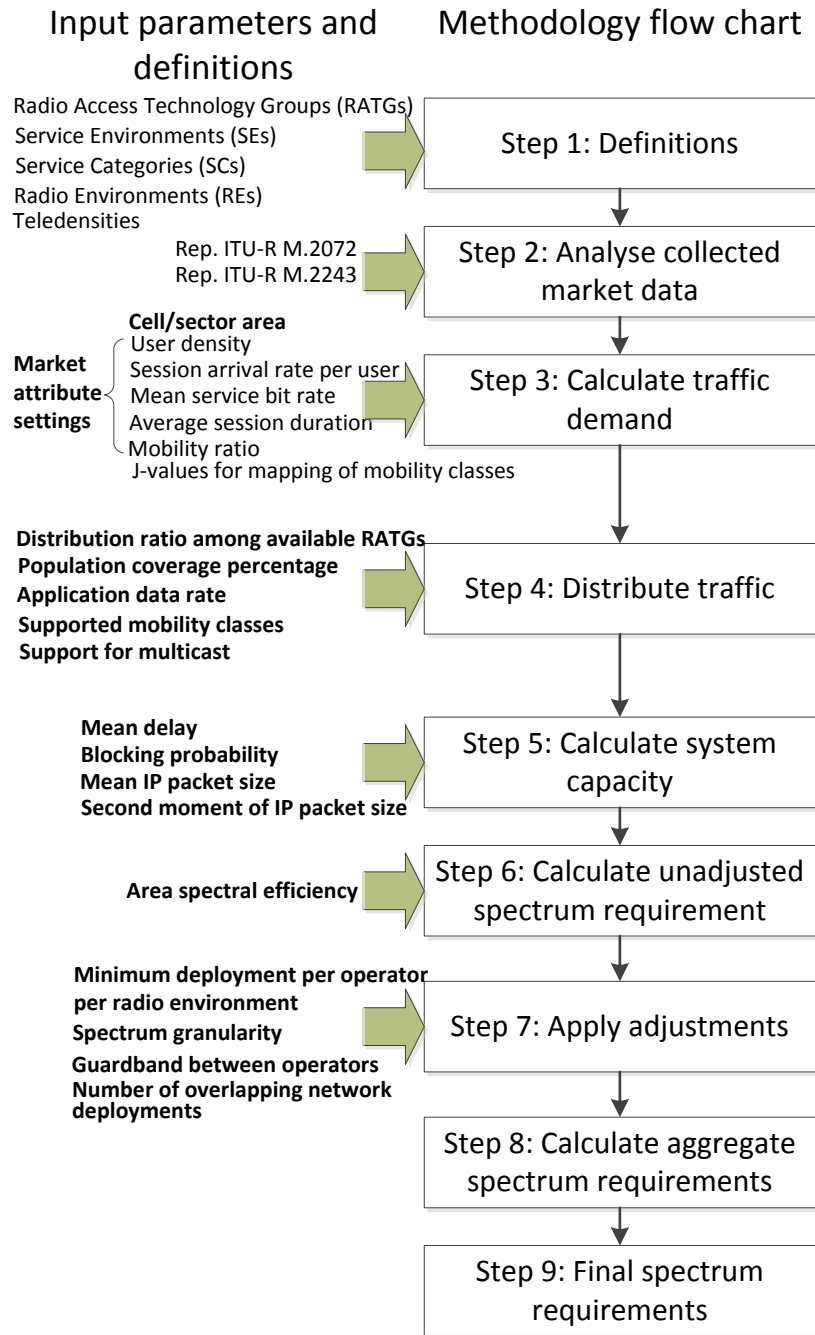 Input parameters and
definitions
Methodology flow chart
Radio Access Technology Groups (RATGs)
Service Environments (SEs)
Service Categories (SCs)
Radio Environments (REs)
Teledensities
Step 1: Definitions
Rep. ITU-R M.2072
Rep. ITU-R M.2243
Step 2: Analyse collected
market data
Cell/sector area
Market
attribute
settings
User density
Session arrival rate per user
Mean service bit rate
Average session duration
Mobility ratio
J-values for mapping of mobility classes
Step 3: Calculate traffic
demand
Distribution ratio among available RATGs
Population coverage percentage
Application data rate
Supported mobility classes
Support for multicast
Step 4: Distribute traffic
Mean delay
Blocking probability
Mean IP packet size
Second moment of IP packet size
Step 5: Calculate system
capacity
Area spectral efficiency
Step 6: Calculate unadjusted
spectrum requirement
Minimum deployment per operator
per radio environment
Spectrum granularity
Guardband between operators
Number of overlapping network
deployments
Step 7: Apply adjustments
Step 8: Calculate aggregate
spectrum requirements
Step 9: Final spectrum
requirements